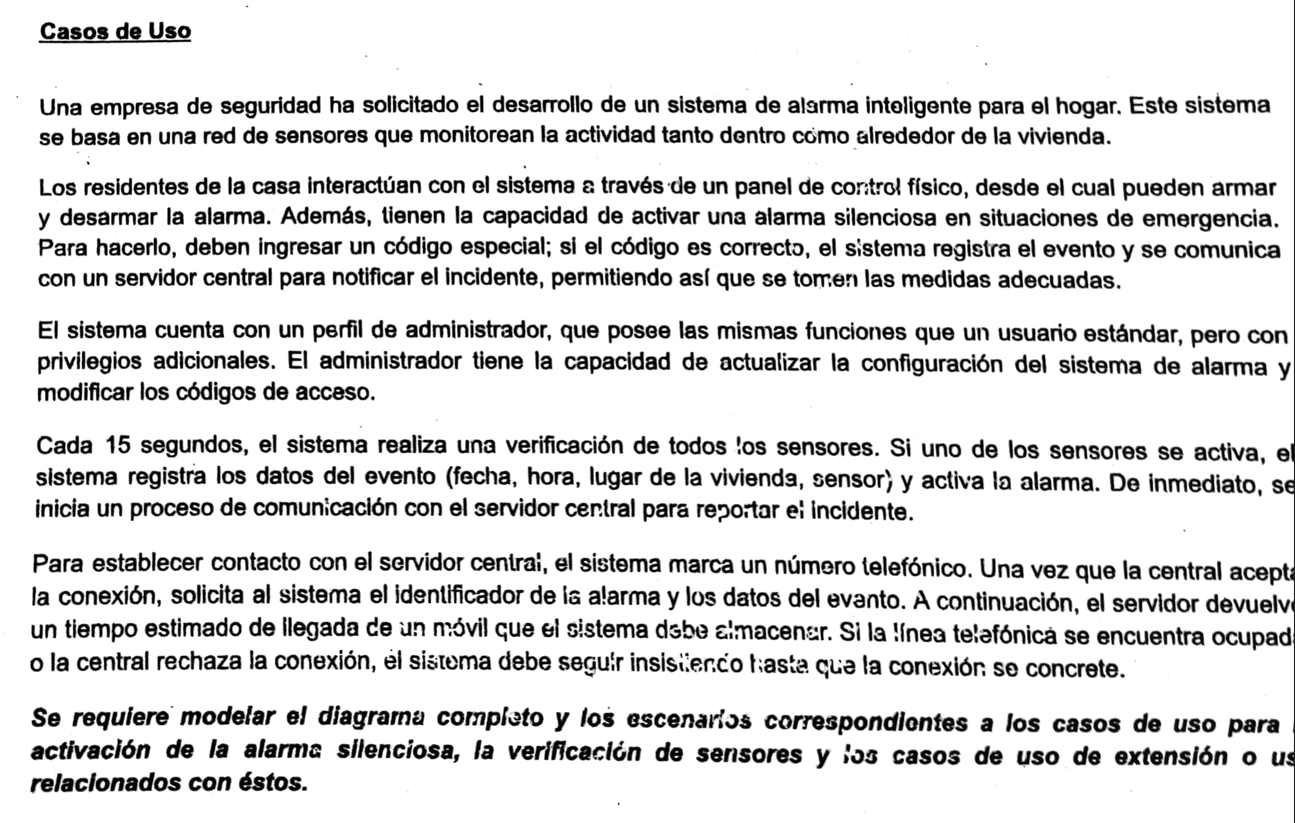 Casos de Uso
Una empresa de seguridad ha solicitado el desarrollo de un sistema de alarma inteligente para el hogar. Este sistema
se basa en una red de sensores que monitorean la actividad tanto dentro como alrededor de la vivienda.
Los residentes de la casa interactúan con el sistema a través de un panel de control físico, desde el cual pueden armar
y desarmar la alarma. Además, tienen la capacidad de activar una alarma silenciosa en situaciones de emergencia.
Para hacerlo, deben ingresar un código especial; si el código es correcto, el sistema registra el evento y se comunica
con un servidor central para notificar el incidente, permitiendo así que se tomen las medidas adecuadas.
El sistema cuenta con un perfil de administrador, que posee las mismas funciones que un usuario estándar, pero con
privilegios adicionales. El administrador tiene la capacidad de actualizar la configuración del sistema de alarma y
modificar los códigos de acceso.
Cada 15 segundos, el sistema realiza una verificación de todos los sensores. Si uno de los sensores se activa, el
sistema registra los datos del evento (fecha, hora, lugar de la vivienda, sensor) y activa la alarma. De inmediato, se
inicia un proceso de comunicación con el servidor central para reportar el incidente.
Para establecer contacto con el servidor central, el sistema marca un número telefónico. Una vez que la central acepta
la conexión, solicita al sistema el identificador de la alarma y los datos del evento. A continuación, el servidor devuelve
un tiempo estimado de llegada de un móvil que el sistema debe almacenar. Si la línea telefónica se encuentra ocupad
o la central rechaza la conexión, el sistema debe seguir insistiendo hasta que la conexión se concrete.
Se requiere modelar el diagrama completo y los escenarios correspondientes a los casos de uso para
activación de la alarma silenciosa, la verificación de sensores y los casos de uso de extensión o us
relacionados con éstos.